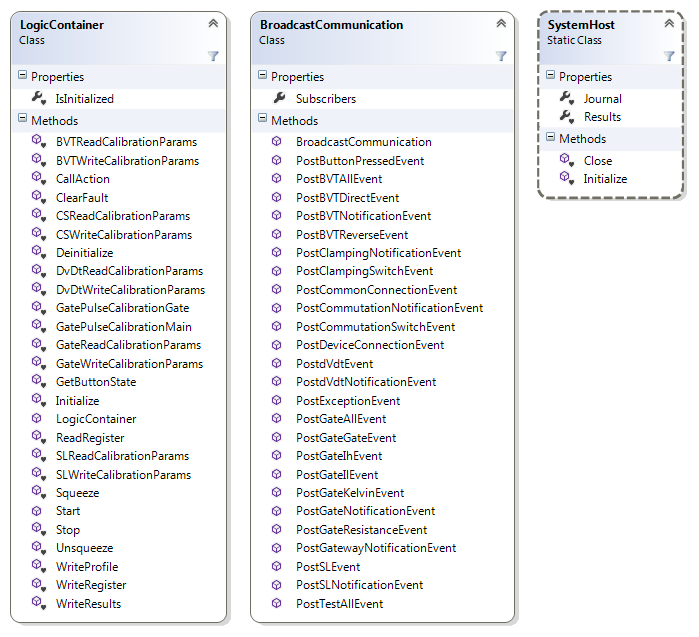 LogicContainer
Class
Properties
IsInitialized
Methods
BVTReadCalibrationParams
BVTWriteCalibrationParams
CallAction
ClearFault
CSReadCalibrationParams
CSWriteCalibrationParams
Deinitialize
DvDtReadCalibrationParams
DvDtWriteCalibrationParams
GatePulseCalibrationGate
GatePulseCalibrationMain
GateReadCalibrationParams
GateWriteCalibrationParams
GetButtonState
Initialize
LogicContainer
ReadRegister
SLReadCalibrationParams
SLWriteCalibrationParams
Squeeze
Start
Stop
Unsqueeze
WriteProfile
WriteRegister
WriteResults
BroadcastCommunication
Class
Properties
Subscribers
Methods
BroadcastCommunication
PostButtonPressedEvent
PostBVTAllEvent
PostBVTDirectEvent
PostBVTNotificationEvent
PostBVTReverseEvent
PostClampingNotificationEvent
PostClampingSwitchEvent
PostCommonConnectionEvent
PostCommutationNotificationEvent
PostCommutationSwitchEvent
PostDeviceConnectionEvent
PostdVdtEvent
PostdVdtNotificationEvent
PostExceptionEvent
PostGateAllEvent
PostGateGateEvent
PostGateIhEvent
PostGateIlEvent
PostGateKelvinEvent
PostGateNotificationEvent
PostGateResistanceEvent
PostGatewayNotificationEvent
PostSLEvent
PostSLNotificationEvent
PostTestAllEvent
SystemHost
Static Class
Properties
Journal
Results
Methods
Close
Initialize